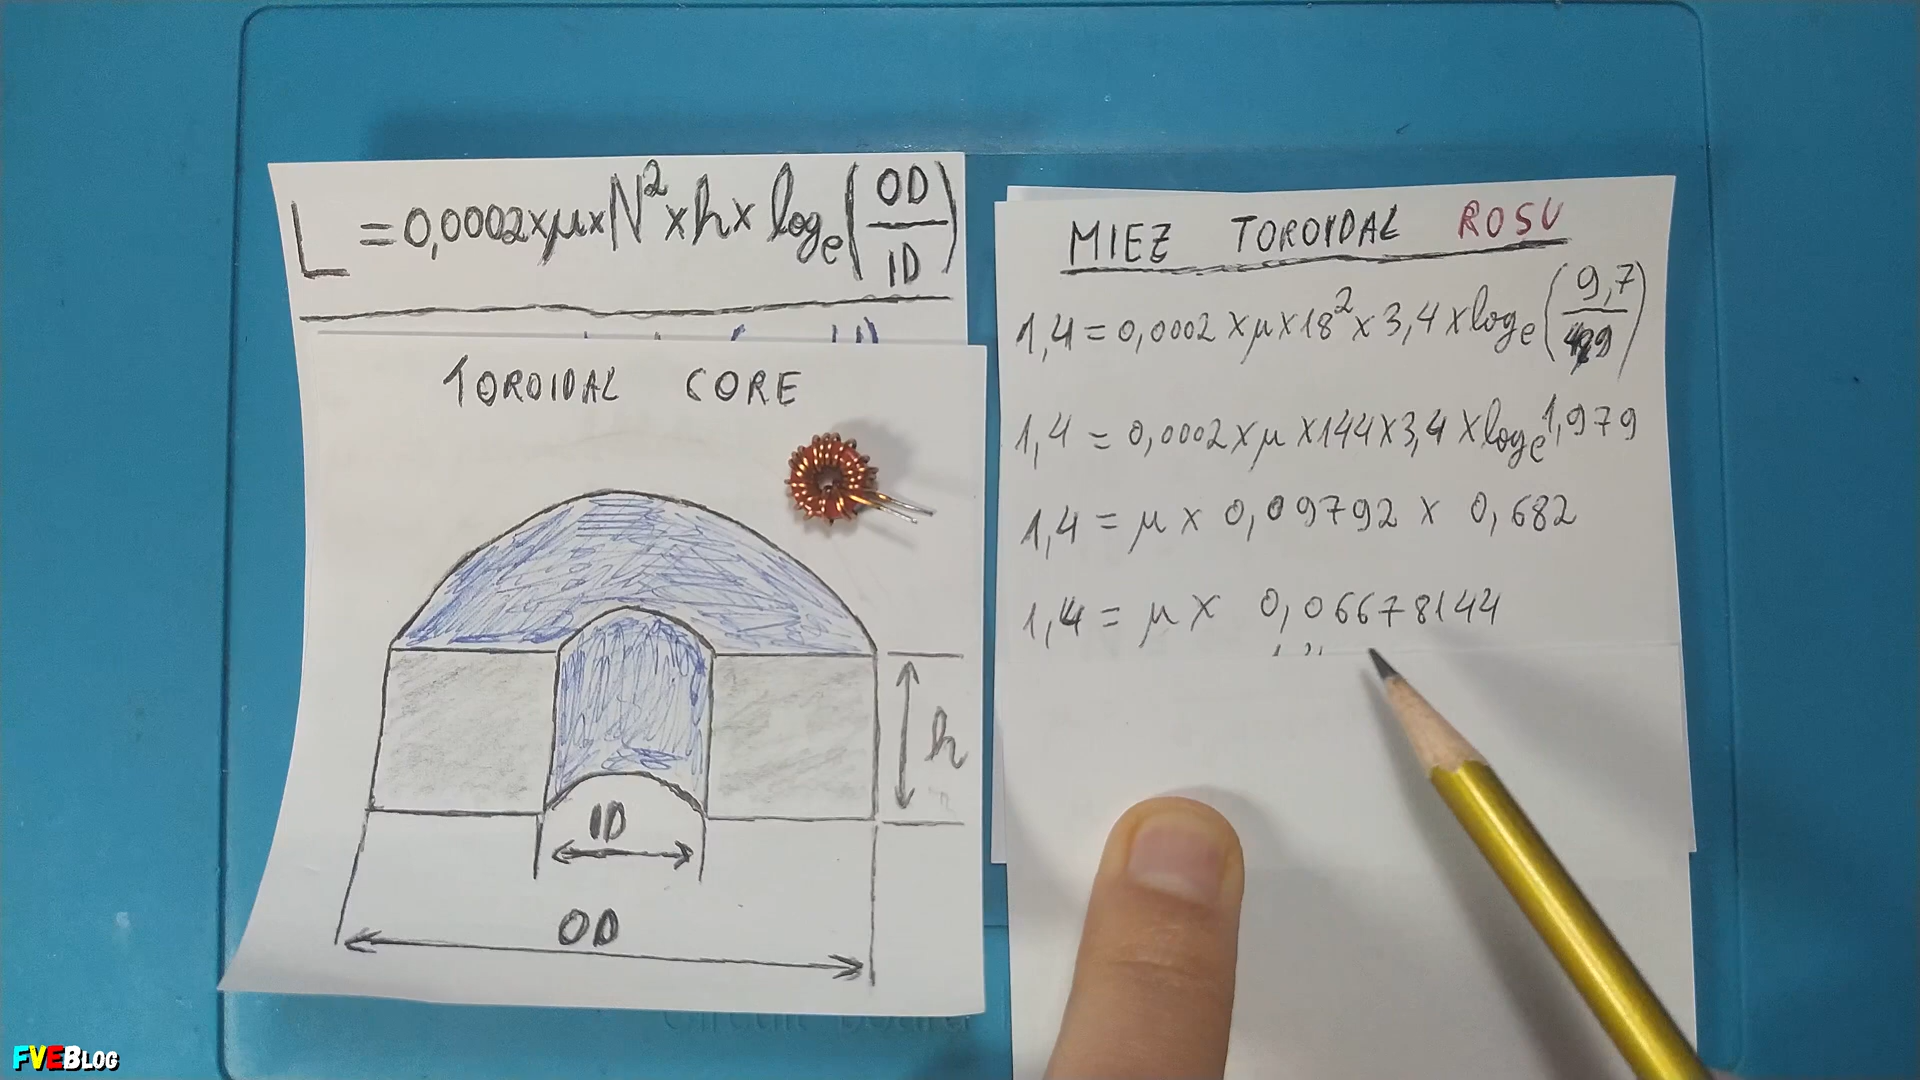 L = 0,0002 x μ x N² x h x logₑ (OD/ID)
TOROIDAL CORE
h
ID
OD
MIEZ TOROIDAL ROSU
1,4 = 0,0002 x μ x 18² x 3,4 x logₑ (9,7/4,9)
1,4 = 0,0002 x μ x 144 x 3,4 x logₑ 1,979
1,4 = μ x 0,09792 x 0,682
1,4 = μ x 0,06678144
FVEBLOG